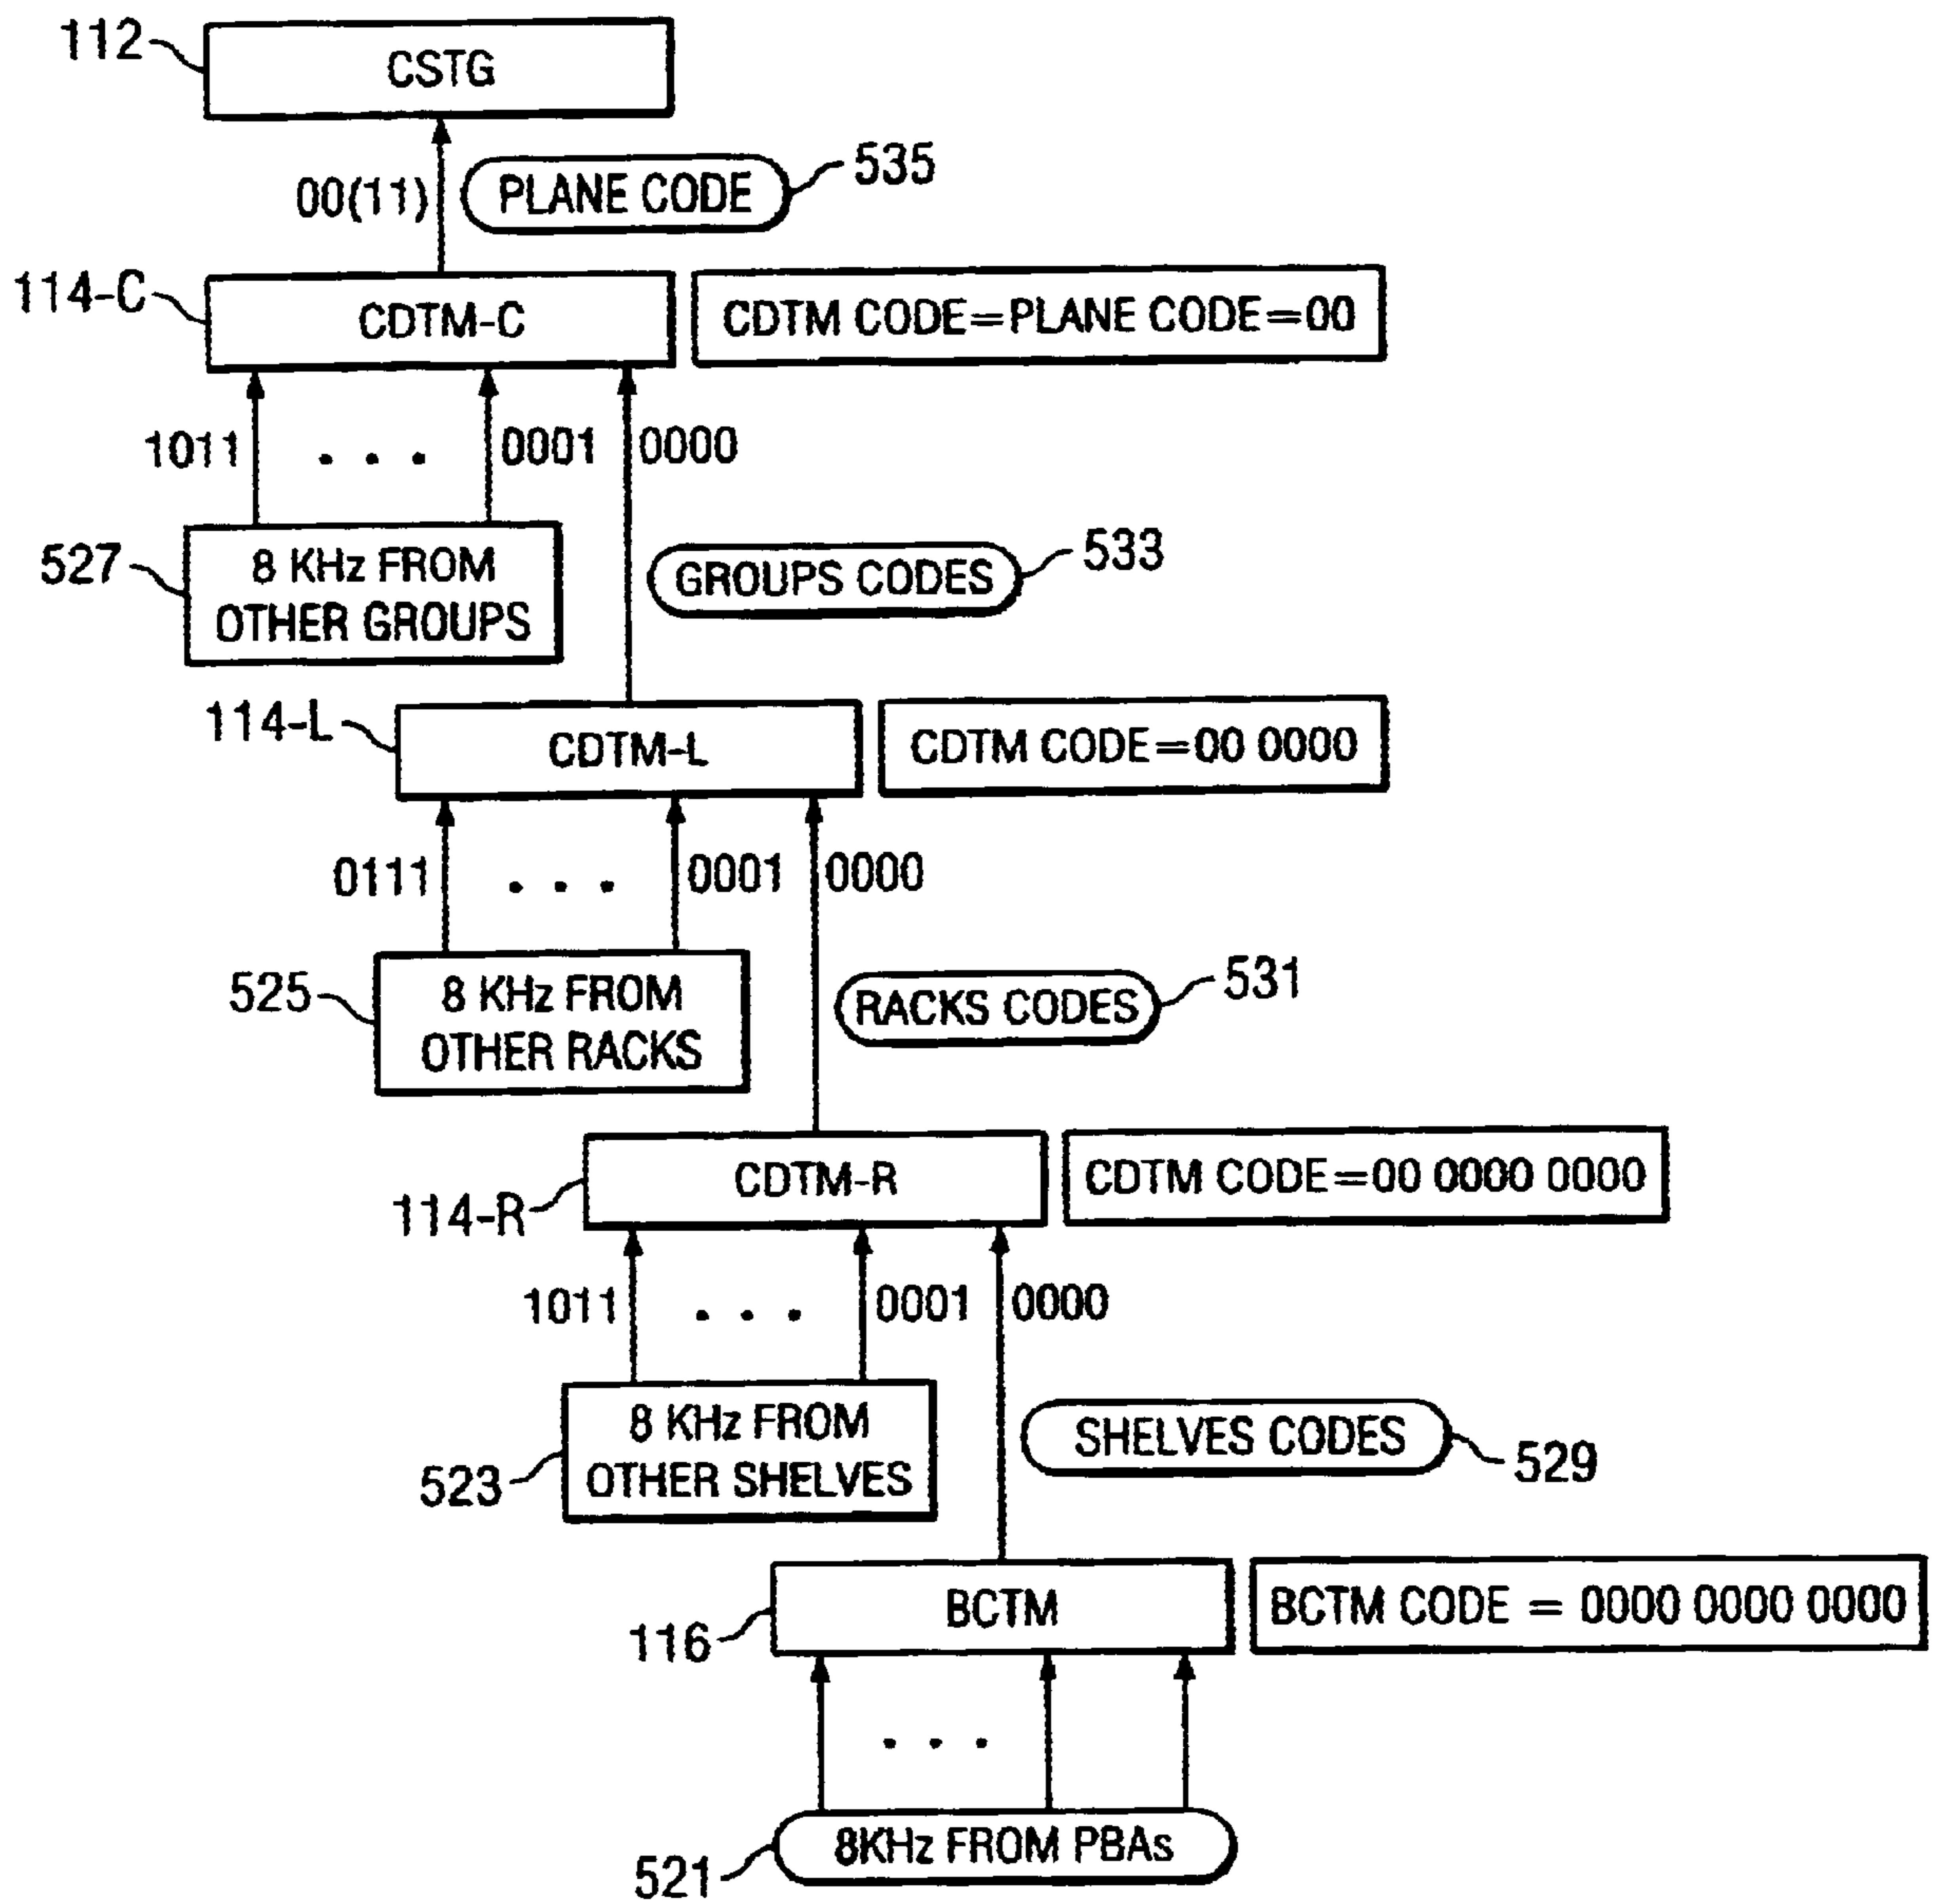 112
CSTG
00(11)
PLANE CODE
535
114-C
CDTM-C
CDTM CODE=PLANE CODE=00
1011
. . .
0001
0000
527
8 KHz FROM
OTHER GROUPS
GROUPS CODES
533
114-L
CDTM-L
CDTM CODE=00 0000
0111
. . .
0001
0000
525
8 KHz FROM
OTHER RACKS
RACKS CODES
531
CDTM-R
CDTM CODE=00 0000 0000
114-R
1011
. . .
0001
0000
523
8 KHz FROM
OTHER SHELVES
SHELVES CODES
529
BCTM
BCTM CODE = 0000 0000 0000
116
. . .
521
8KHz FROM PBAs